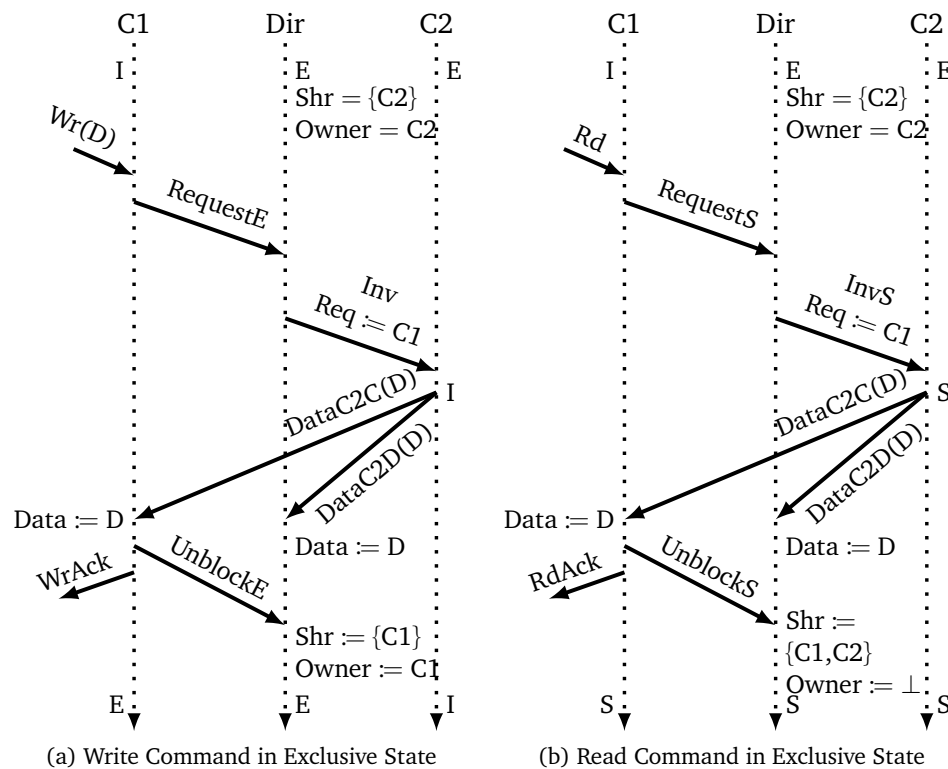 C1 Dir C2
I E E
Shr = {C2}
Owner = C2
Wr(D)
RequestE
Inv
Req := C1
I
DataC2C(D)
DataC2D(D)
Data := D
Data := D
UnblockE
WrAck
Shr := {C1}
Owner := C1
E E I
(a) Write Command in Exclusive State
C1 Dir C2
I E E
Shr = {C2}
Owner = C2
Rd
RequestS
InvS
Req := C1
S
DataC2C(D)
DataC2D(D)
Data := D
Data := D
UnblockS
RdAck
Shr :=
{C1,C2}
Owner := ⊥
S S S
(b) Read Command in Exclusive State